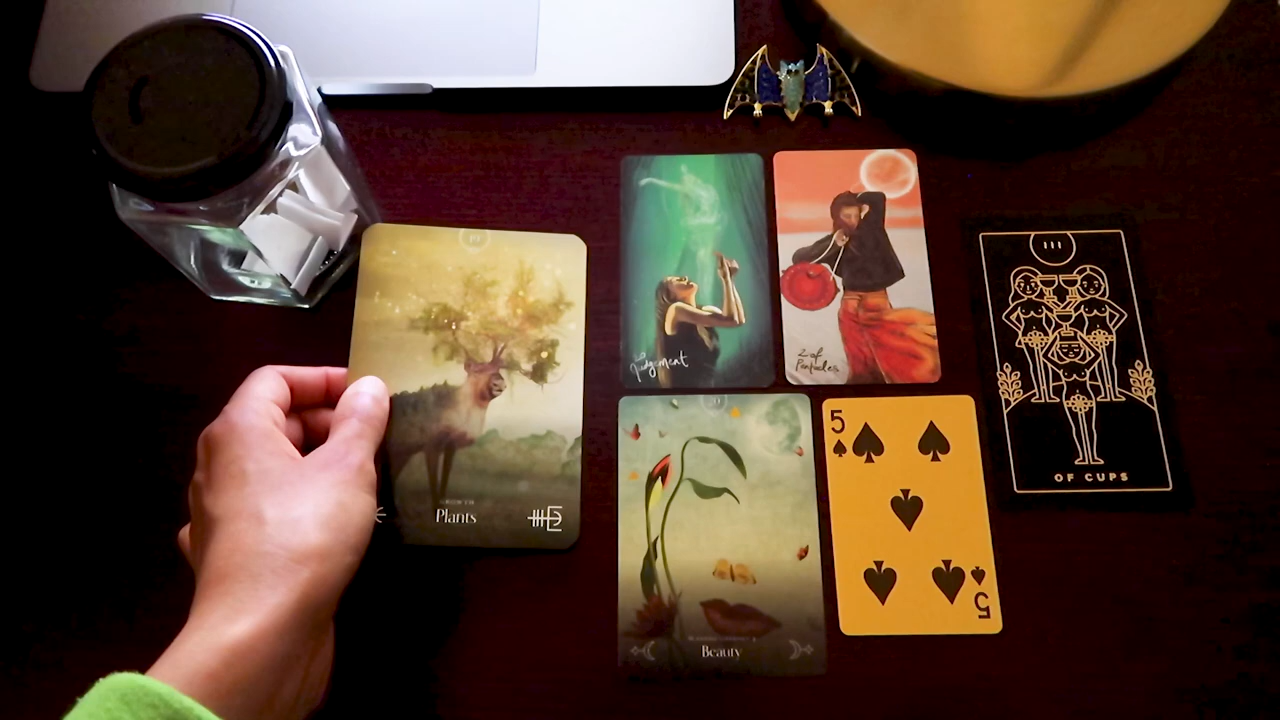 Plants
Judgement
2 of
Pentacles
Beauty
5
5
III
OF CUPS